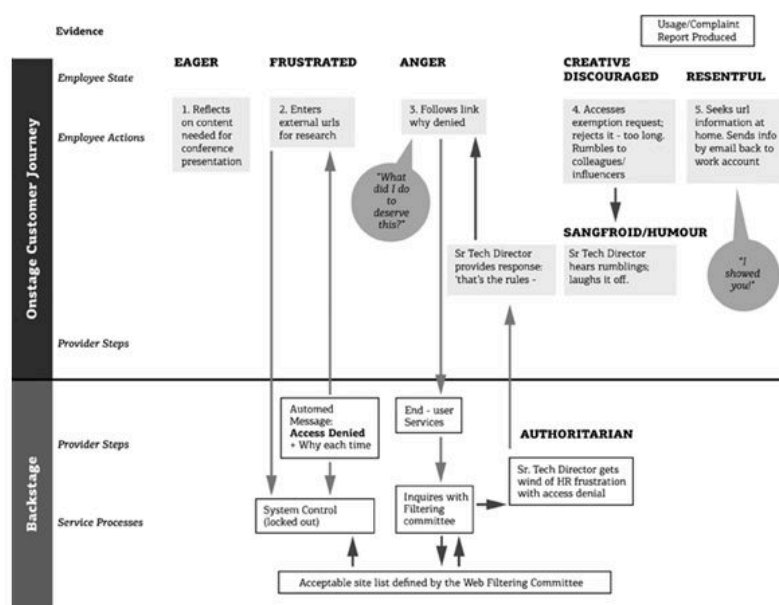 Evidence
Usage/Complaint
Report Produced
Onstage Customer Journey
Employee State
EAGER
FRUSTRATED
ANGER
CREATIVE
DISCOURAGED
RESENTFUL
Employee Actions
1. Reflects
on content
needed for
conference
presentation
2. Enters
external urls
for research
3. Follows link
why denied
4. Accesses
exemption request;
rejects it - too long.
Rumbles to
colleagues/
influencers
5. Seeks url
information at
home. Sends info
by email back to
work account
"What
did I do
to
deserve
this?"
SANGFROID/HUMOUR
Sr Tech Director
provides response:
'that's the rules -
Sr Tech Director
hears rumblings;
laughs it off.
"I
showed
you!"
Provider Steps
Backstage
Provider Steps
Automed
Message:
Access Denied
+ Why each time
End - user
Services
AUTHORITARIAN
Sr. Tech Director gets
wind of HR frustration
with access denial
Service Processes
System Control
(locked out)
Inquires with
Filtering
committee
Acceptable site list defined by the Web Filtering Committee